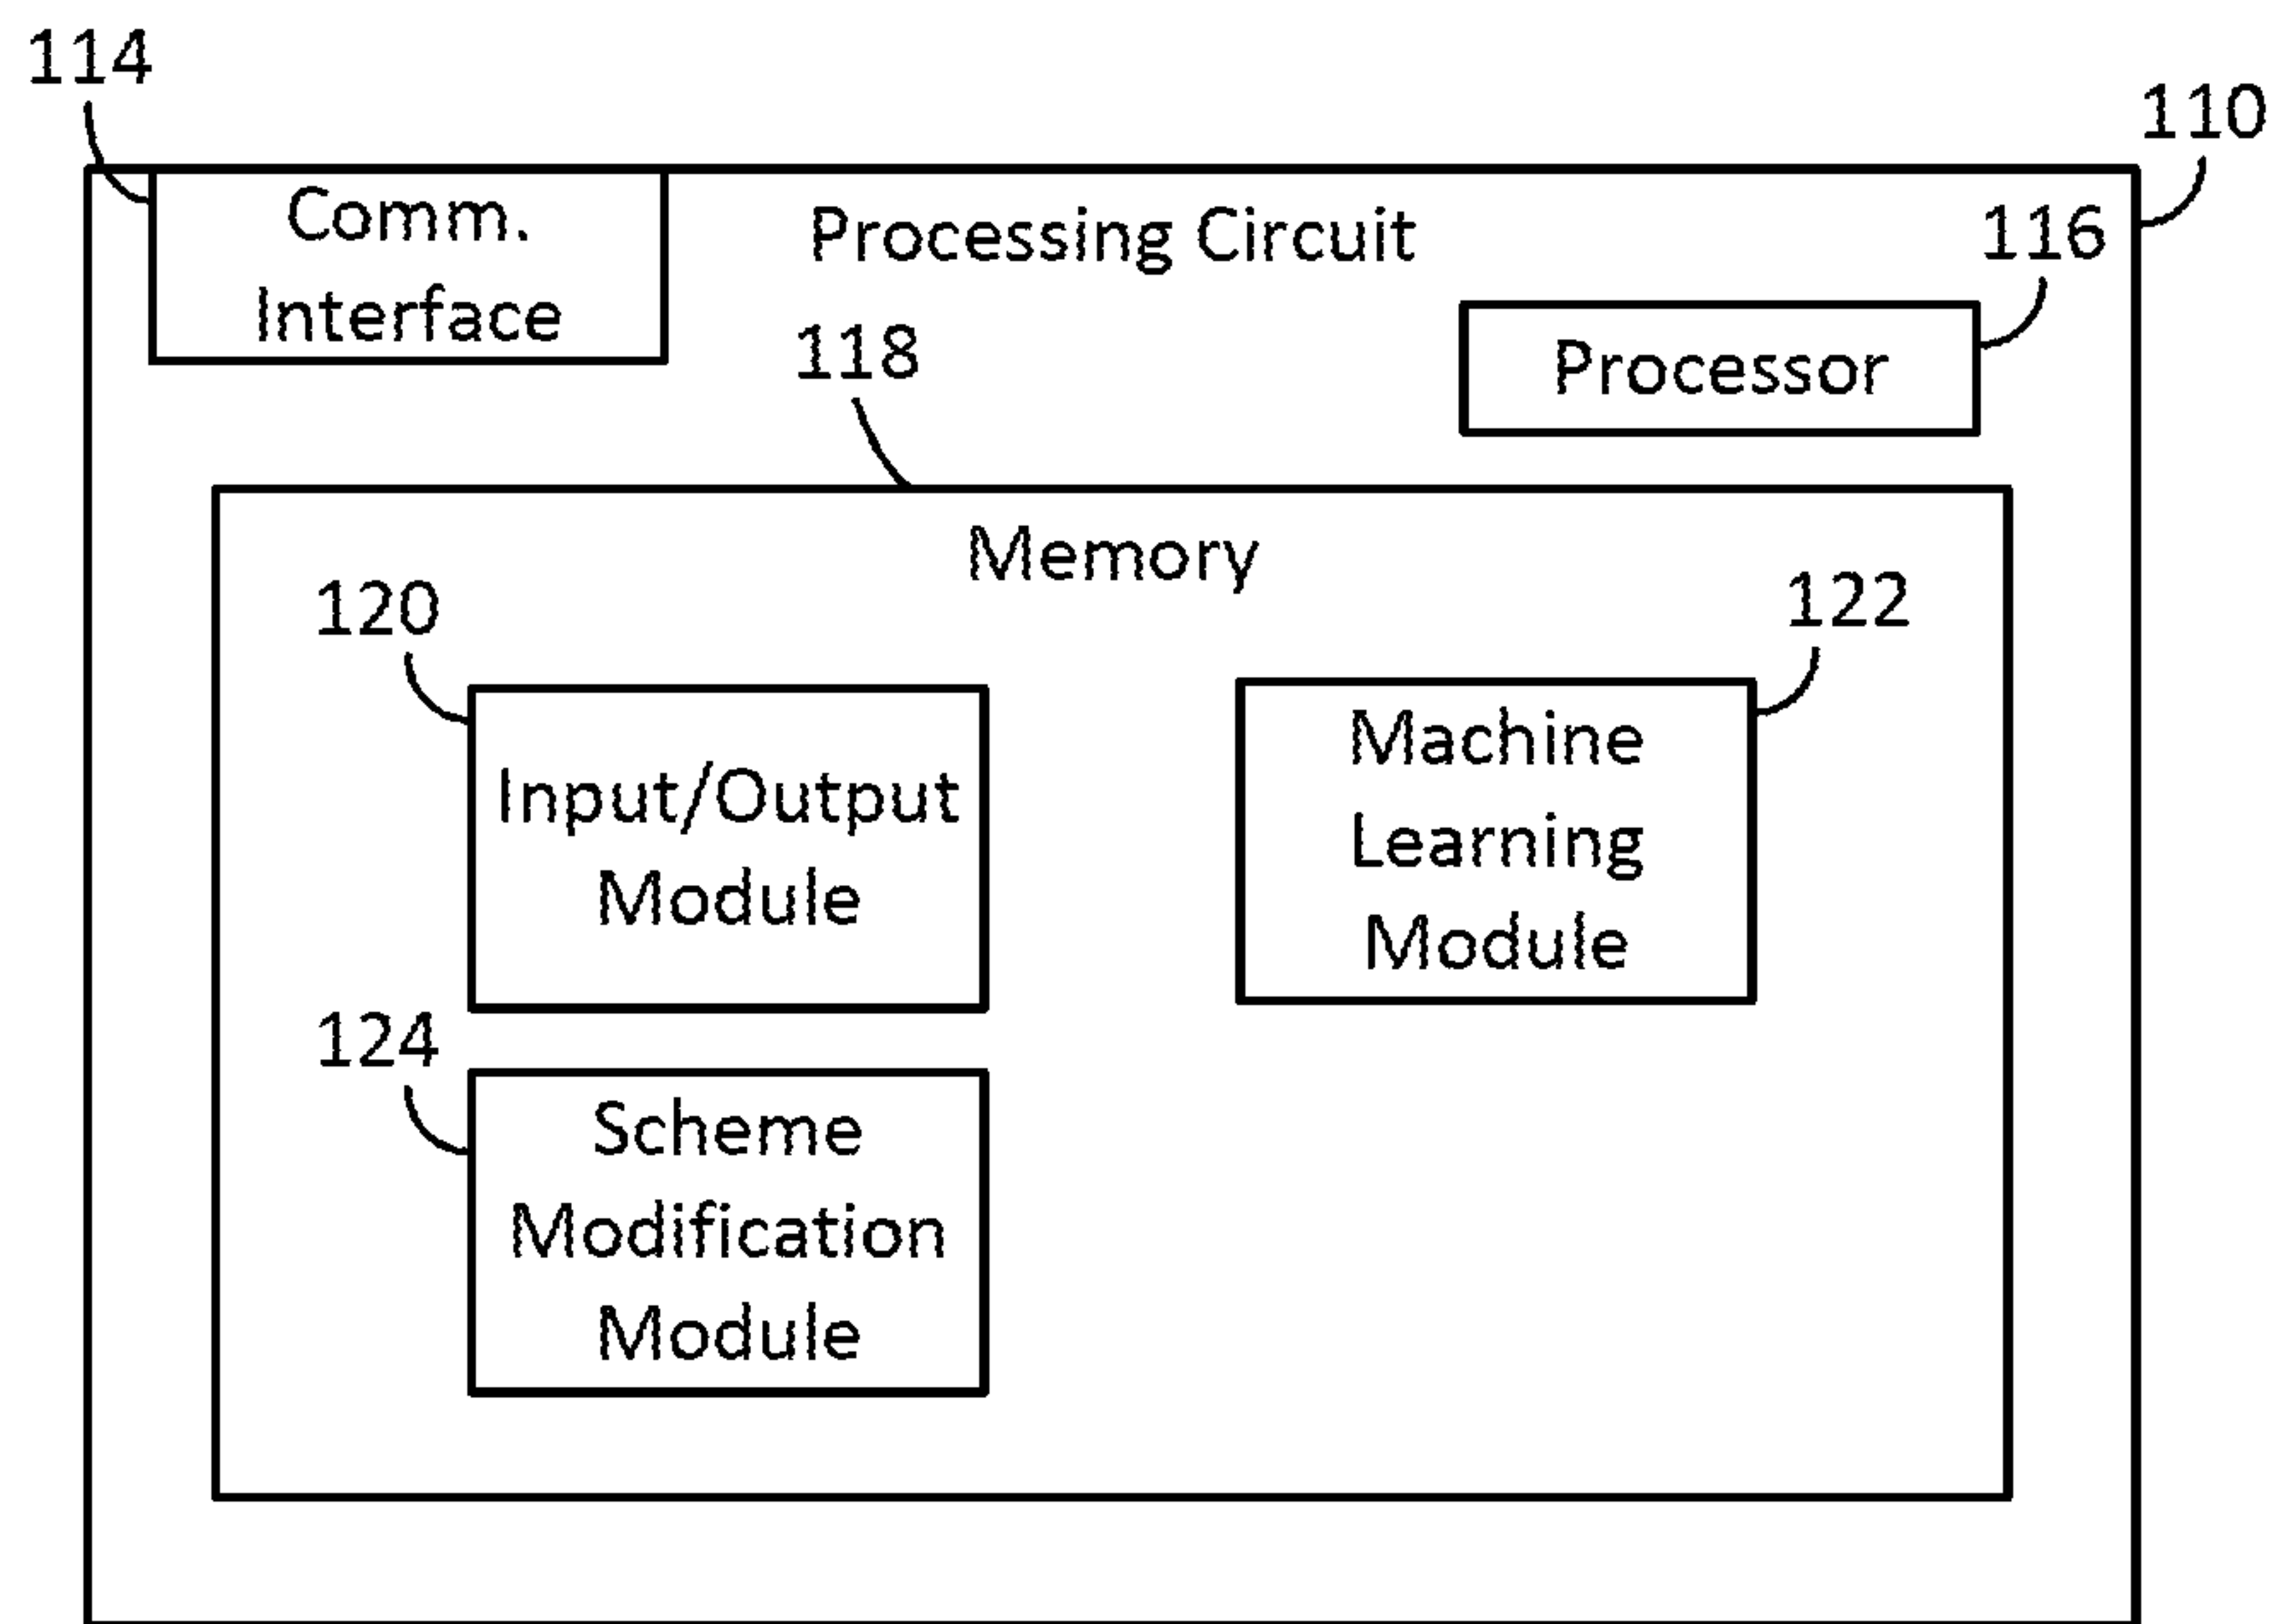 114
110
Comm.
Interface
Processing Circuit
116
118
Processor
Memory
120
122
Input/Output
Module
Machine
Learning
Module
124
Scheme
Modification
Module